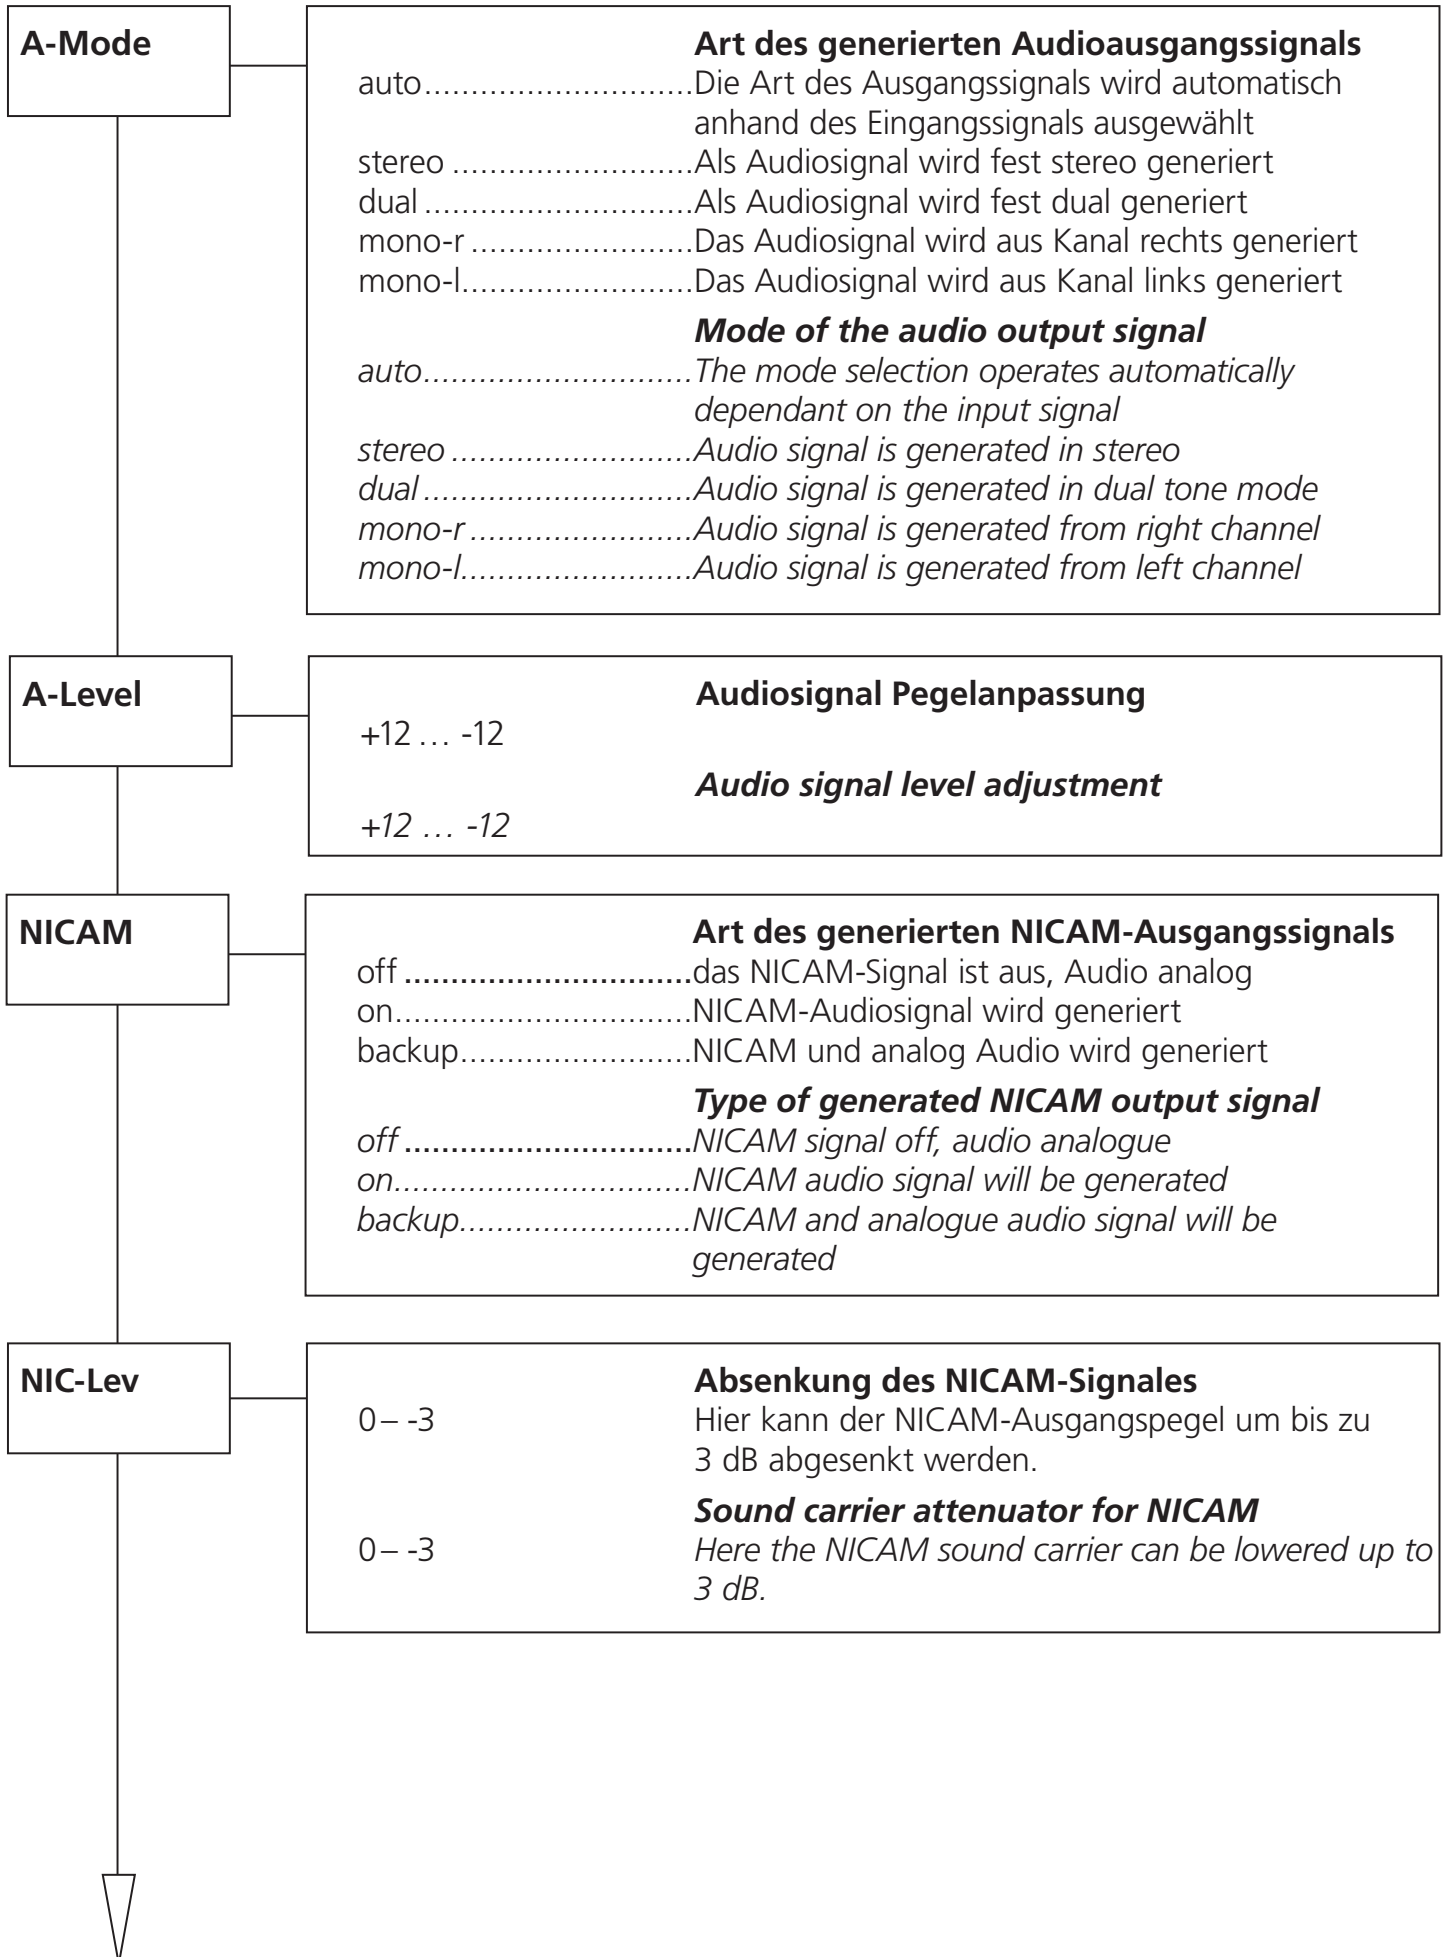 A-Mode
Art des generierten Audioausgangssignals
auto.............................Die Art des Ausgangssignals wird automatisch
anhand des Eingangssignals ausgewählt
stereo ..........................Als Audiosignal wird fest stereo generiert
dual .............................Als Audiosignal wird fest dual generiert
mono-r ........................Das Audiosignal wird aus Kanal rechts generiert
mono-l.........................Das Audiosignal wird aus Kanal links generiert
Mode of the audio output signal
auto.............................The mode selection operates automatically
dependant on the input signal
stereo ..........................Audio signal is generated in stereo
dual .............................Audio signal is generated in dual tone mode
mono-r ........................Audio signal is generated from right channel
mono-l.........................Audio signal is generated from left channel
A-Level
Audiosignal Pegelanpassung
+12 … -12
Audio signal level adjustment
+12 … -12
NICAM
Art des generierten NICAM-Ausgangssignals
off ...............................das NICAM-Signal ist aus, Audio analog
on................................NICAM-Audiosignal wird generiert
backup.........................NICAM und analog Audio wird generiert
Type of generated NICAM output signal
off ...............................NICAM signal off, audio analogue
on................................NICAM audio signal will be generated
backup.........................NICAM and analogue audio signal will be
generated
NIC-Lev
Absenkung des NICAM-Signales
0 – -3 Hier kann der NICAM-Ausgangspegel um bis zu
3 dB abgesenkt werden.
Sound carrier attenuator for NICAM
0 – -3 Here the NICAM sound carrier can be lowered up to
3 dB.